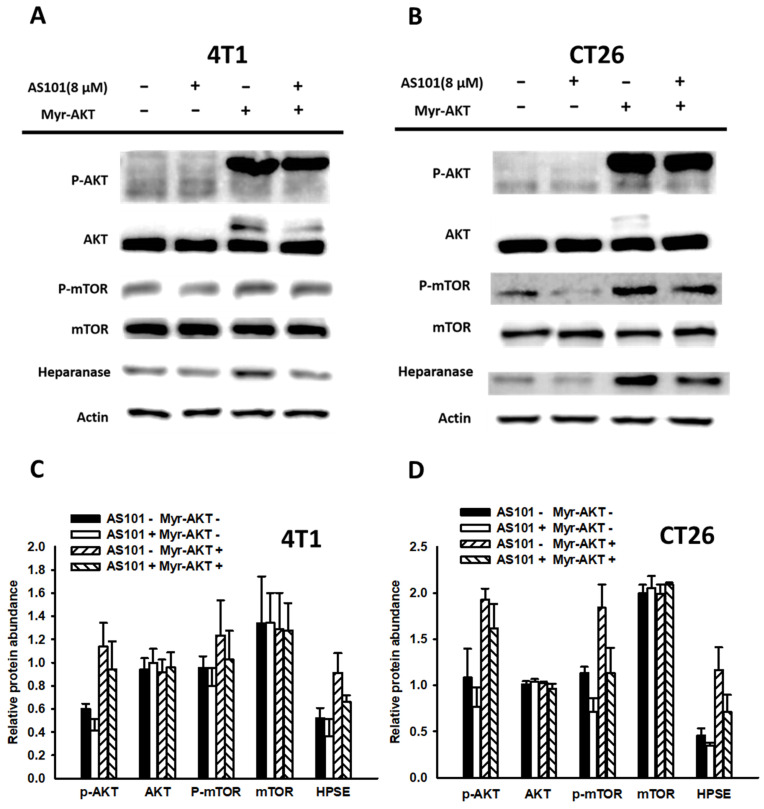 A
4T1
AS101(8 μM) – + – +
Myr-AKT – – + +
P-AKT
AKT
P-mTOR
mTOR
Heparanase
Actin
B
CT26
AS101(8 μM) – + – +
Myr-AKT – – + +
P-AKT
AKT
P-mTOR
mTOR
Heparanase
Actin
C
AS101 - Myr-AKT -
AS101 + Myr-AKT -
AS101 - Myr-AKT +
AS101 + Myr-AKT +
4T1
Relative protein abundance
2.0
1.8
1.6
1.4
1.2
1.0
0.8
0.6
0.4
0.2
0.0
p-AKT AKT P-mTOR mTOR HPSE
D
AS101 - Myr-AKT -
AS101 + Myr-AKT -
AS101 - Myr-AKT +
AS101 + Myr-AKT +
CT26
Relative protein abundance
2.5
2.0
1.5
1.0
0.5
0.0
p-AKT AKT p-mTOR mTOR HPSE